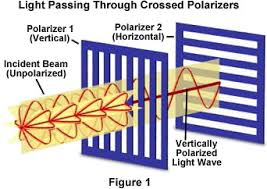 Light Passing Through Crossed Polarizers
Polarizer 1
(Vertical)
Polarizer 2
(Horizontal)
Incident Beam
(Unpolarized)
Vertically
Polarized
Light Wave
Figure 1